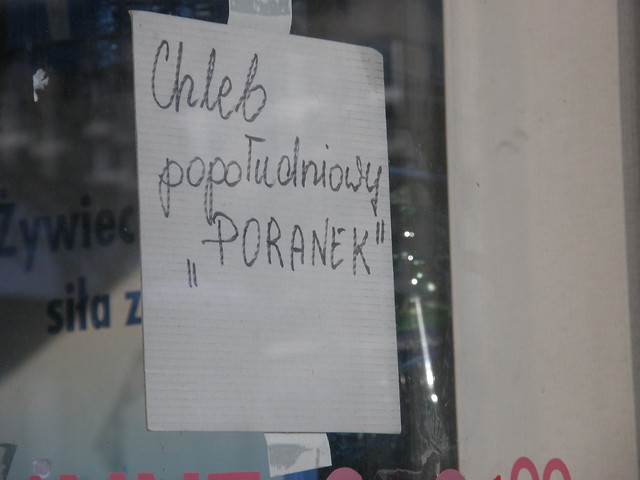 Chleb
popołudniowy
„PORANEK"
Żywiec
siła z